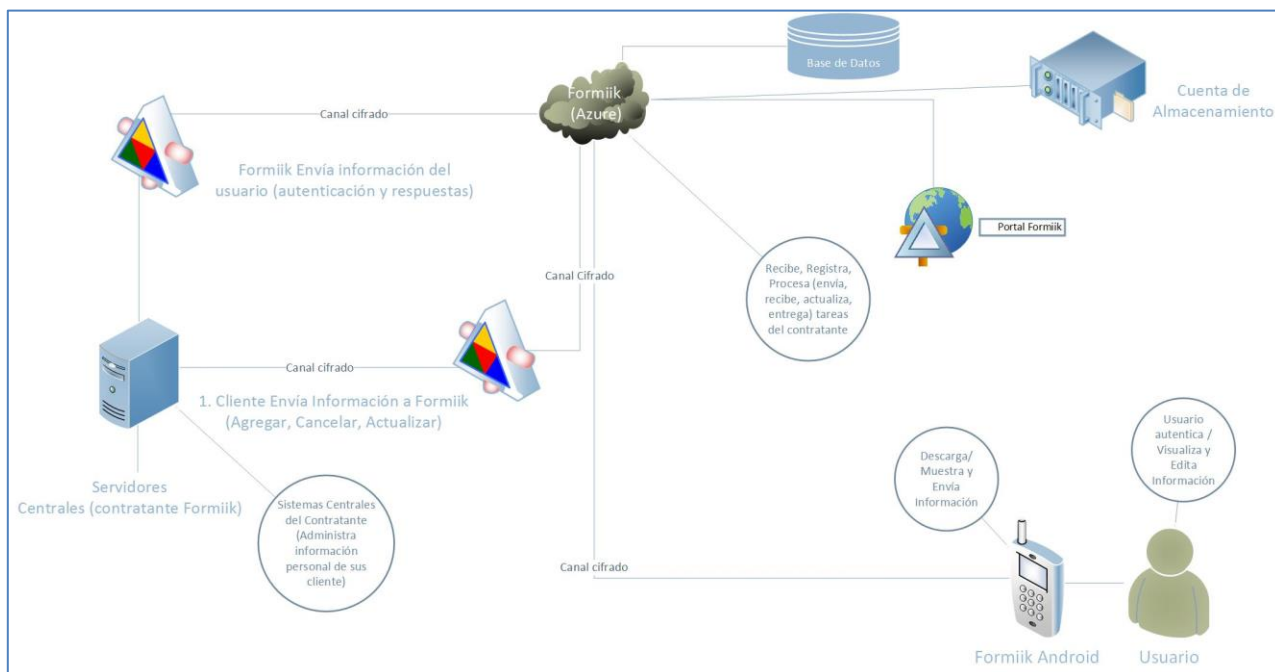 Base de Datos
Formiik
(Azure)
Cuenta de
Almacenamiento
Canal cifrado
Formiik Envía información del
usuario (autenticación y respuestas)
Portal Formiik
Canal Cifrado
Recibe, Registra,
Procesa (envía,
recibe, actualiza,
entrega) tareas
del contratante
Canal cifrado
1. Cliente Envía Información a Formiik
(Agregar, Cancelar, Actualizar)
Servidores
Centrales (contratante Formiik)
Sistemas Centrales
del Contratante
(Administra
información
personal de sus
cliente)
Usuario
autentica /
Visualiza y
Edita
Información
Descarga/
Muestra y
Envía
Información
Canal cifrado
Formiik Android
Usuario